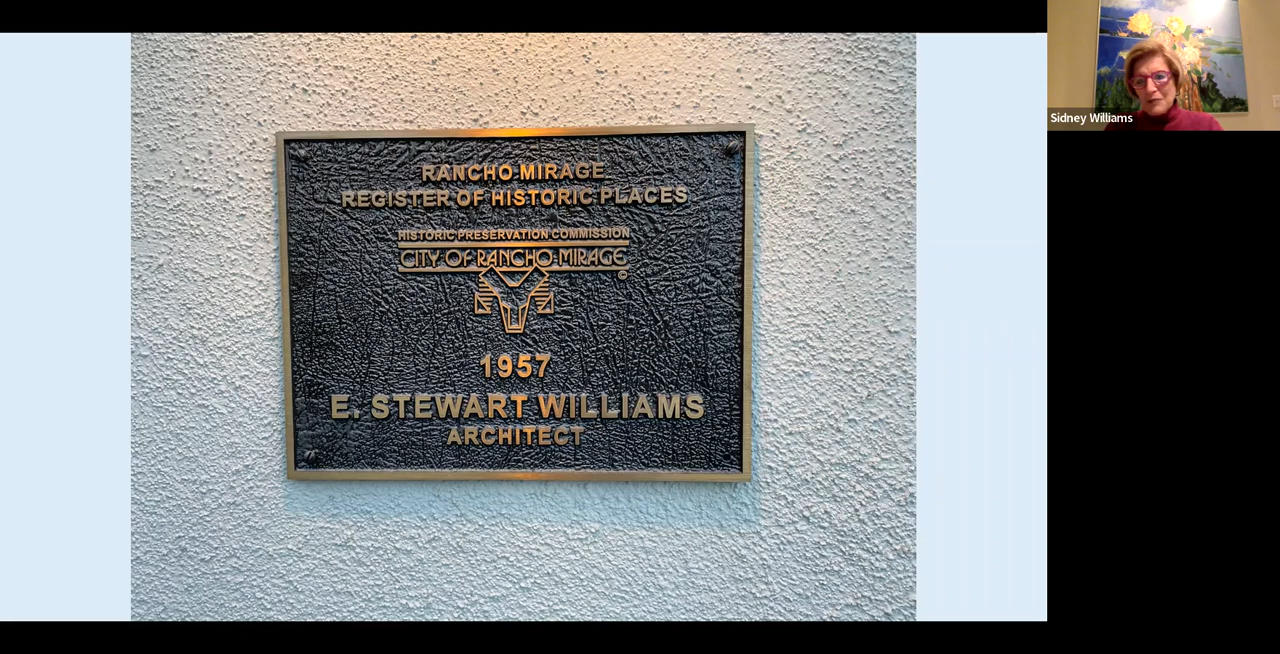 RANCHO MIRAGE
REGISTER OF HISTORIC PLACES
HISTORIC PRESERVATION COMMISSION
CITY OF RANCHO MIRAGE
©
1957
E. STEWART WILLIAMS
ARCHITECT
Sidney Williams